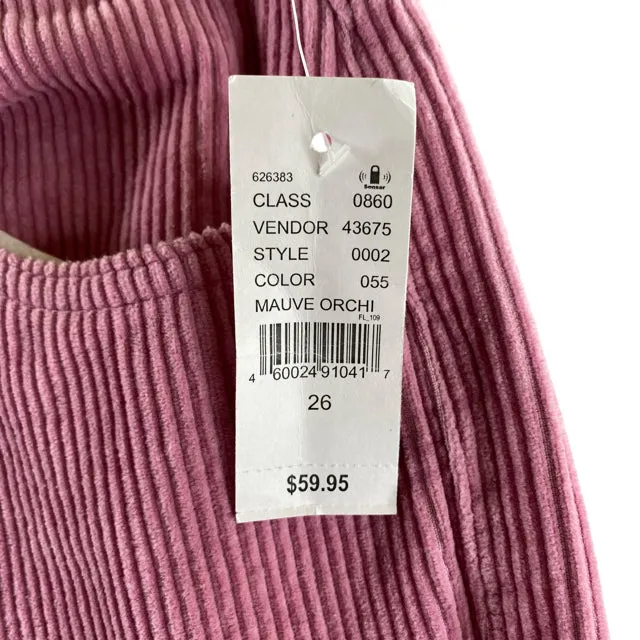 626383
Sensor
CLASS 0860
VENDOR 43675
STYLE 0002
COLOR 055
MAUVE ORCHI
FL_109
4 60024 91041 7
26
$59.95